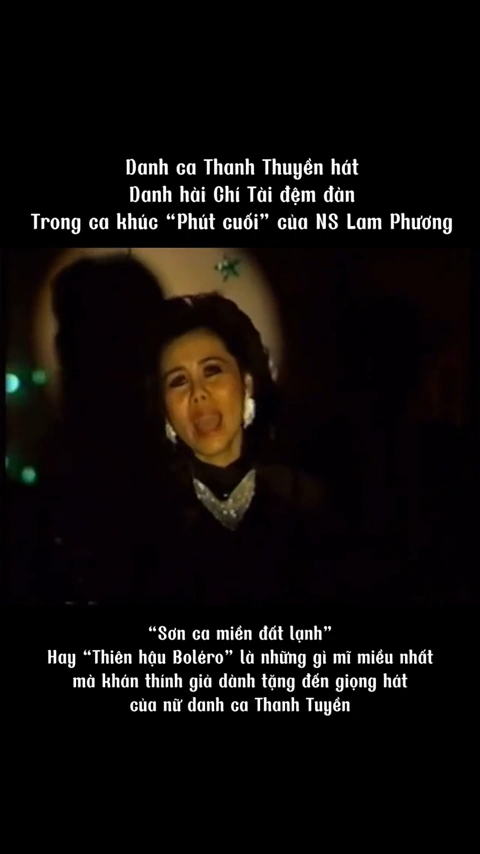 Danh ca Thanh Thuyền hát
Danh hài Chí Tài đệm đàn
Trong ca khúc “Phút cuối” của NS Lam Phương
“Sơn ca miền đất lạnh”
Hay “Thiên hậu Boléro” là những gì mĩ miều nhất
mà khán thính giả dành tặng đến giọng hát
của nữ danh ca Thanh Tuyền